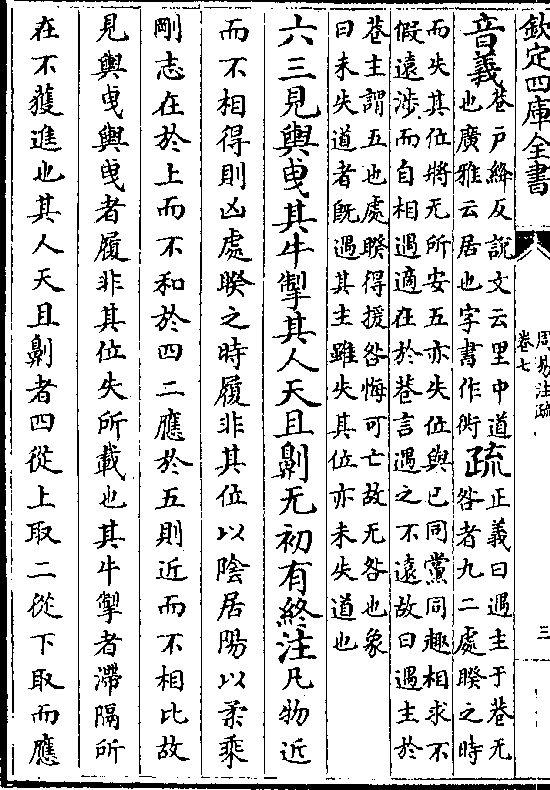 欽定四庫全書
周易注疏
卷七
三
音義
巷戸絳反說文云里中道
也廣雅云居也字書作衖
疏
正義曰遇主于巷无
咎者九二處睽之時
而失其位將无所安五亦失位與已同黨同趣相求不
假遠涉而自相遇適在於巷言遇之不遠故曰遇主於
巷主謂五也處睽得援咎悔可亡故无咎也象
曰未失道者旣遇其主雖失其位亦未失道也
六三見輿曳其牛掣其人天且劓无初有終注凡物近
而不相得則凶處睽之時履非其位以陰居陽以柔乘
剛志在於上而不和於四二應於五則近而不相比故
見輿曳輿曳者履非其位失所載也其牛掣者滯隔所
在不獲進也其人天且劓者四從上取二從下取而應